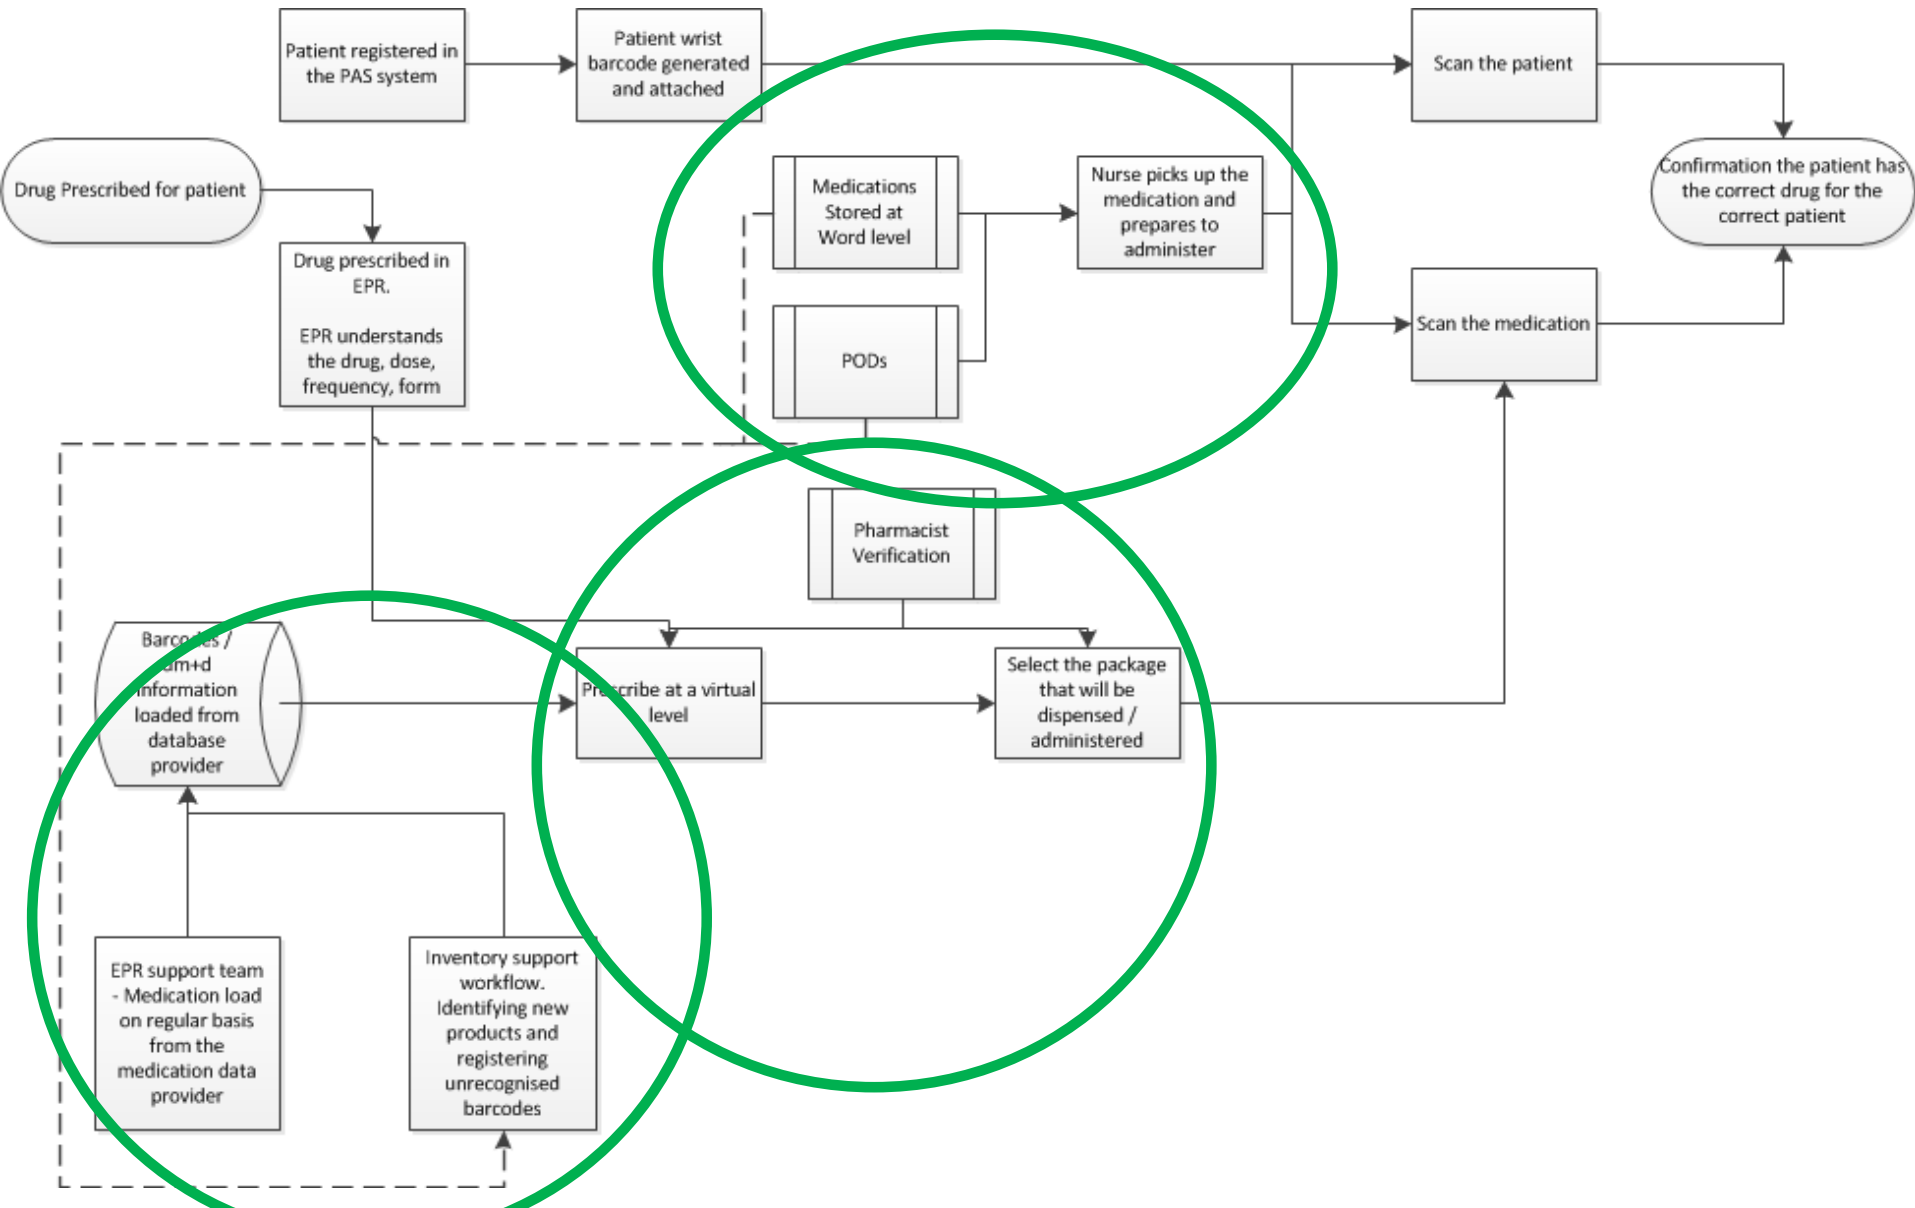 Patient registered in
the PAS system
Patient wrist
barcode generated
and attached
Scan the patient
Drug Prescribed for patient
Medications
Stored at
Word level
Nurse picks up the
medication and
prepares to
administer
Confirmation the patient has
the correct drug for the
correct patient
Drug prescribed in
EPR.
EPR understands
the drug, dose,
frequency, form
PODs
Scan the medication
Pharmacist
Verification
Barcodes /
dm+d
information
loaded from
database
provider
Prescribe at a virtual
level
Select the package
that will be
dispensed /
administered
EPR support team
- Medication load
on regular basis
from the
medication data
provider
Inventory support
workflow.
Identifying new
products and
registering
unrecognised
barcodes